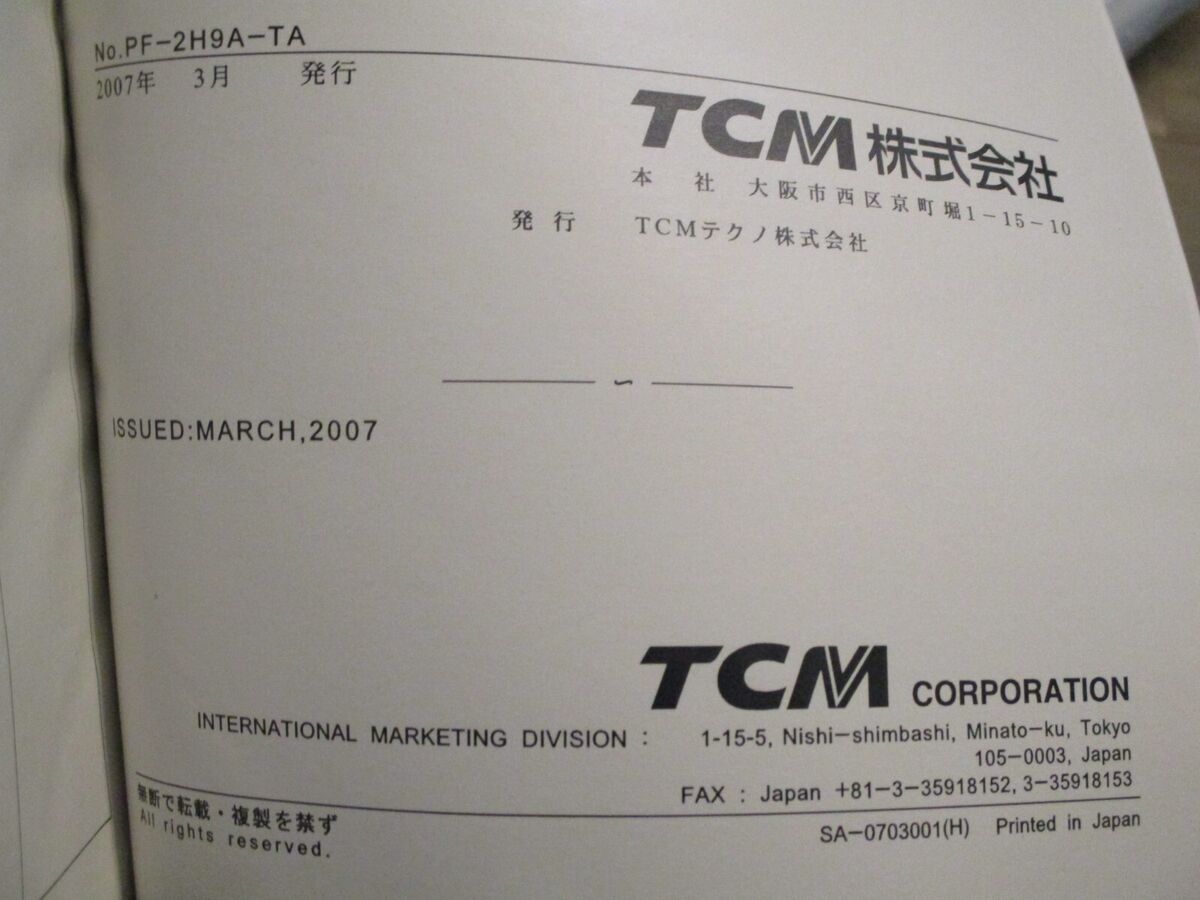 No.PF-2H9A-TA
2007年 3月 発行
TCM 株式会社
本 社 大阪市西区京町堀1-15-10
発 行 TCMテクノ株式会社
ISSUED:MARCH,2007
TCM CORPORATION
INTERNATIONAL MARKETING DIVISION : 1-15-5, Nishi-shimbashi, Minato-ku, Tokyo
105-0003, Japan
FAX : Japan +81-3-35918152, 3-35918153
無断で転載・複製を禁ず
All rights reserved.
SA-0703001(H) Printed in Japan